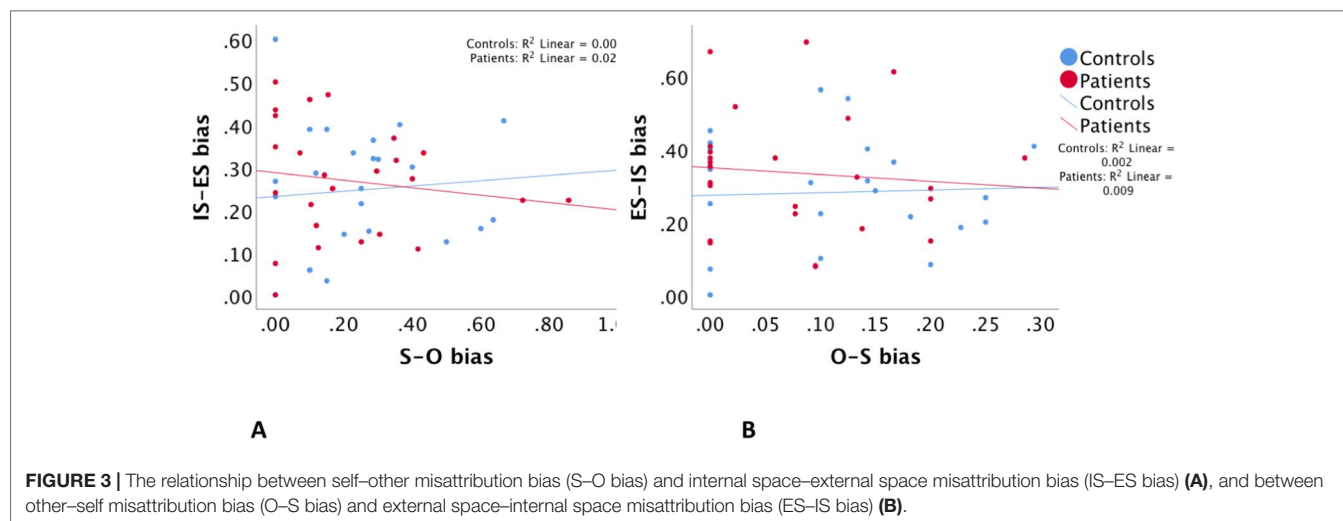 .60
.50
.40
.30
.20
.10
.00
IS-ES bias
Controls: R² Linear = 0.00
Patients: R² Linear = 0.02
.00 .20 .40 .60 .80 1.(
S-O bias
A
.60
.40
.20
.00
ES-IS bias
.00 .05 .10 .15 .20 .25 .30
O-S bias
B
Controls
Patients
Controls
Patients
Controls: R² Linear =
0.002
Patients: R² Linear =
0.009
FIGURE 3 | The relationship between self–other misattribution bias (S–O bias) and internal space–external space misattribution bias (IS–ES bias) (A), and between
other–self misattribution bias (O–S bias) and external space–internal space misattribution bias (ES–IS bias) (B).